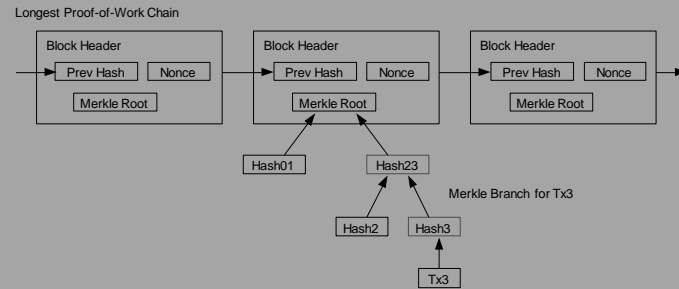 Longest Proof-of-Work Chain
Block Header
Block Header
Block Header
Prev Hash
Nonce
Prev Hash
Nonce
Prev Hash
Nonce
Merkle Root
Merkle Root
Merkle Root
Hash01
Hash23
Merkle Branch for Tx3
Hash2
Hash3
Tx3